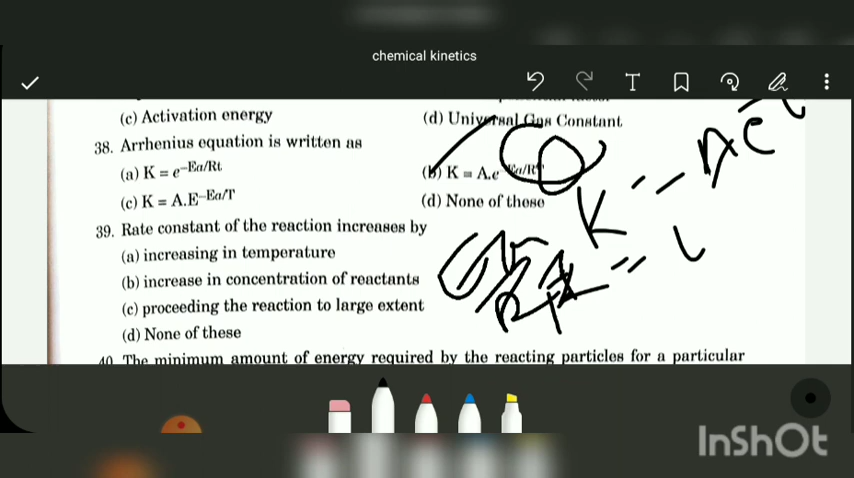 chemical kinetics
(c) Activation energy
(d) Universal Gas Constant
38. Arrhenius equation is written as
(a) K = e^–Ea/Rt
(b) K = A.e
(c) K = A.E^–Ea/T
(d) None of these
39. Rate constant of the reaction increases by
(a) increasing in temperature
(b) increase in concentration of reactants
(c) proceeding the reaction to large extent
(d) None of these
40. The minimum amount of energy required by the reacting particles for a particular
K = Ae
InShOt